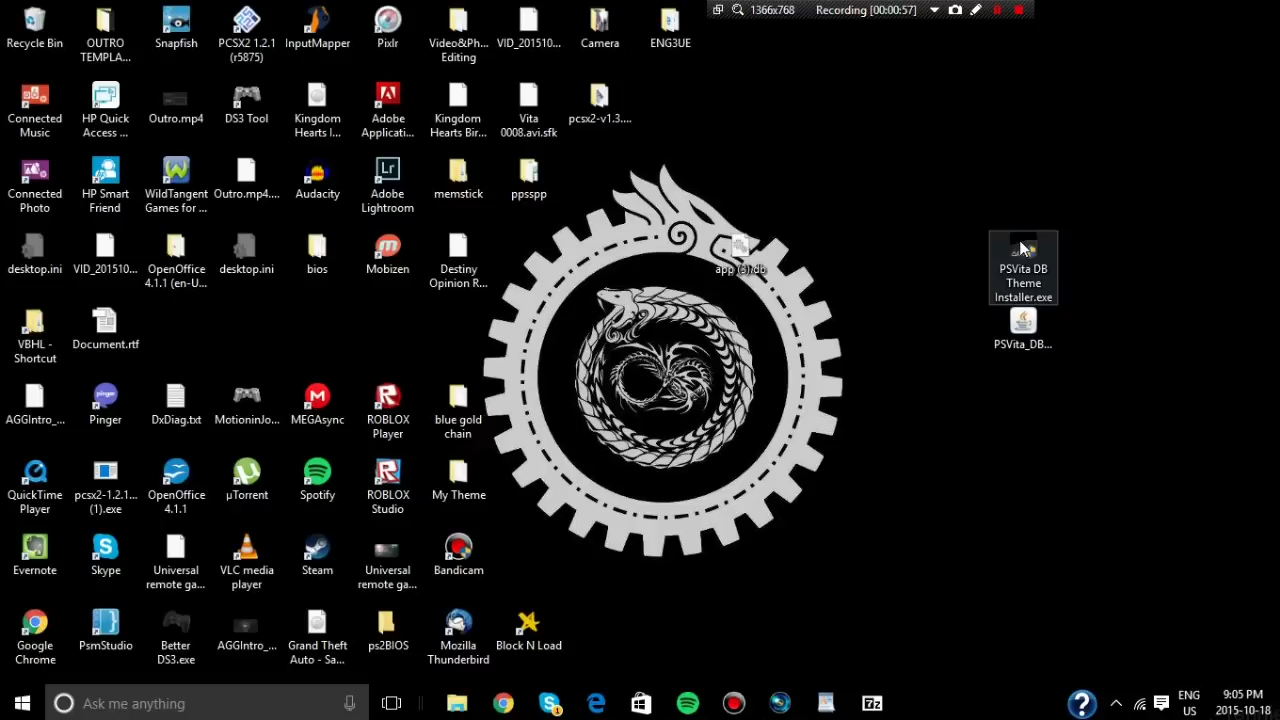 1366x768 Recording [00:00:57]
Recycle Bin
OUTRO
TEMPLA...
Snapfish
PCSX2 1.2.1
(r5875)
InputMapper
Pixlr
Video&Ph...
Editing
VID_201510...
Camera
ENG3UE
Connected
Music
HP Quick
Access ...
Outro.mp4
DS3 Tool
Kingdom
Hearts I...
Adobe
Applicati...
Kingdom
Hearts Bir...
Vita
0008.avi.sfk
pcsx2-v1.3....
Connected
Photo
HP Smart
Friend
WildTangent
Games for ...
Outro.mp4....
Audacity
Adobe
Lightroom
memstick
ppsspp
desktop.ini
VID_201510...
OpenOffice
4.1.1 (en-U...
desktop.ini
bios
Mobizen
Destiny
Opinion R...
app (3).db
PSVita DB
Theme
Installer.exe
VBHL -
Shortcut
Document.rtf
PSVita_DB...
AGGIntro_...
Pinger
DxDiag.txt
MotioninJo...
MEGAsync
ROBLOX
Player
blue gold
chain
QuickTime
Player
pcsx2-1.2.1...
(1).exe
OpenOffice
4.1.1
µTorrent
Spotify
ROBLOX
Studio
My Theme
Evernote
Skype
Universal
remote ga...
VLC media
player
Steam
Universal
remote ga...
Bandicam
Google
Chrome
PsmStudio
Better
DS3.exe
AGGIntro_...
Grand Theft
Auto - Sa...
ps2BIOS
Mozilla
Thunderbird
Block N Load
Ask me anything
ENG
US
9:05 PM
2015-10-18